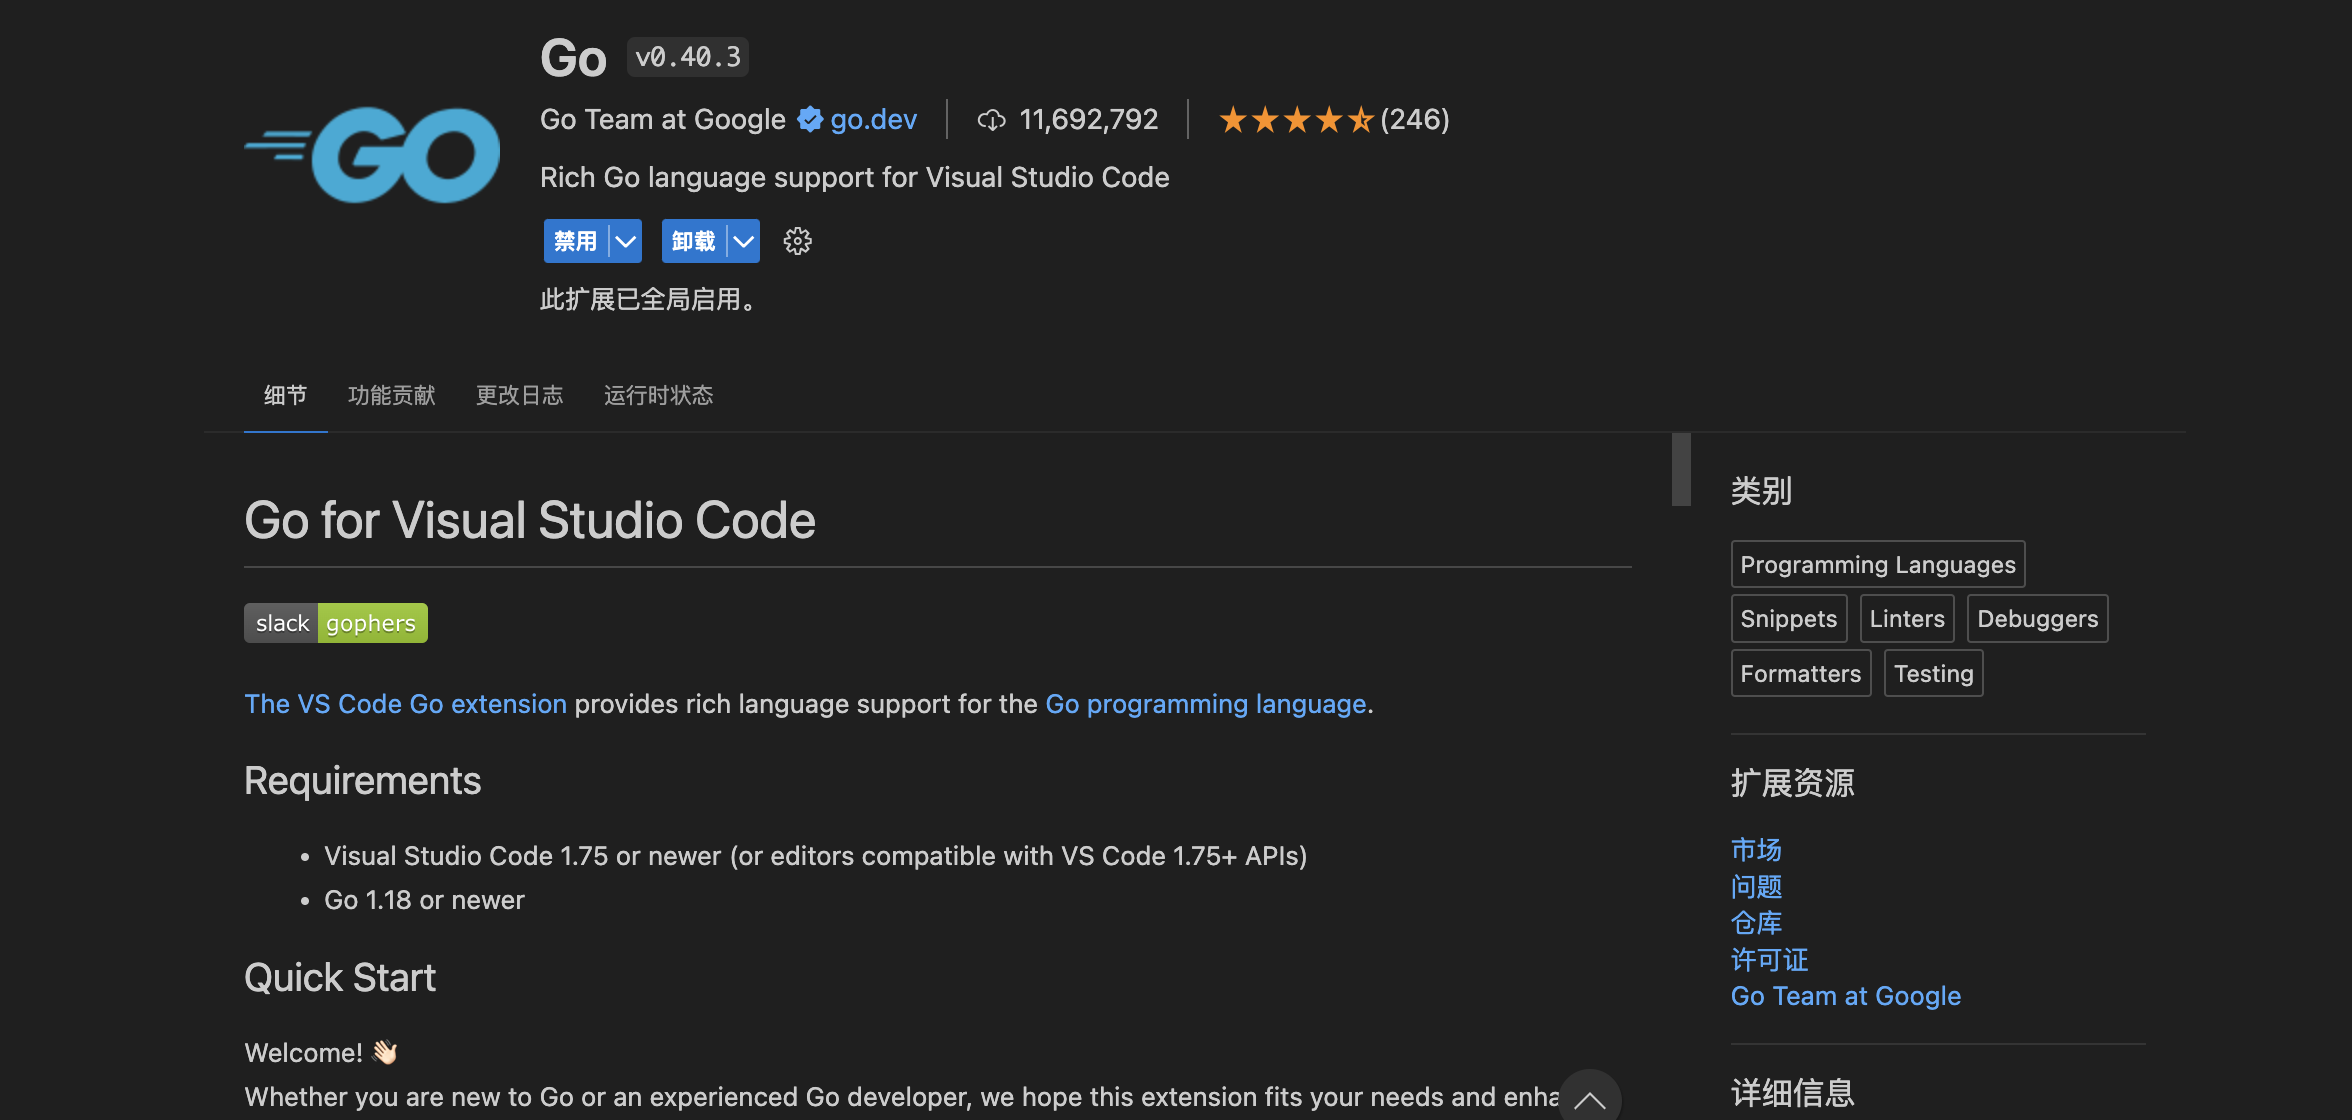 GO
Go v0.40.3
Go Team at Google go.dev 11,692,792 (246)
Rich Go language support for Visual Studio Code
禁用 卸载
此扩展已全局启用。
细节 功能贡献 更改日志 运行时状态
Go for Visual Studio Code
slack gophers
The VS Code Go extension provides rich language support for the Go programming language.
Requirements
• Visual Studio Code 1.75 or newer (or editors compatible with VS Code 1.75+ APIs)
• Go 1.18 or newer
Quick Start
Welcome! 👋🏻
Whether you are new to Go or an experienced Go developer, we hope this extension fits your needs and enha
类别
Programming Languages
Snippets Linters Debuggers
Formatters Testing
扩展资源
市场
问题
仓库
许可证
Go Team at Google
详细信息